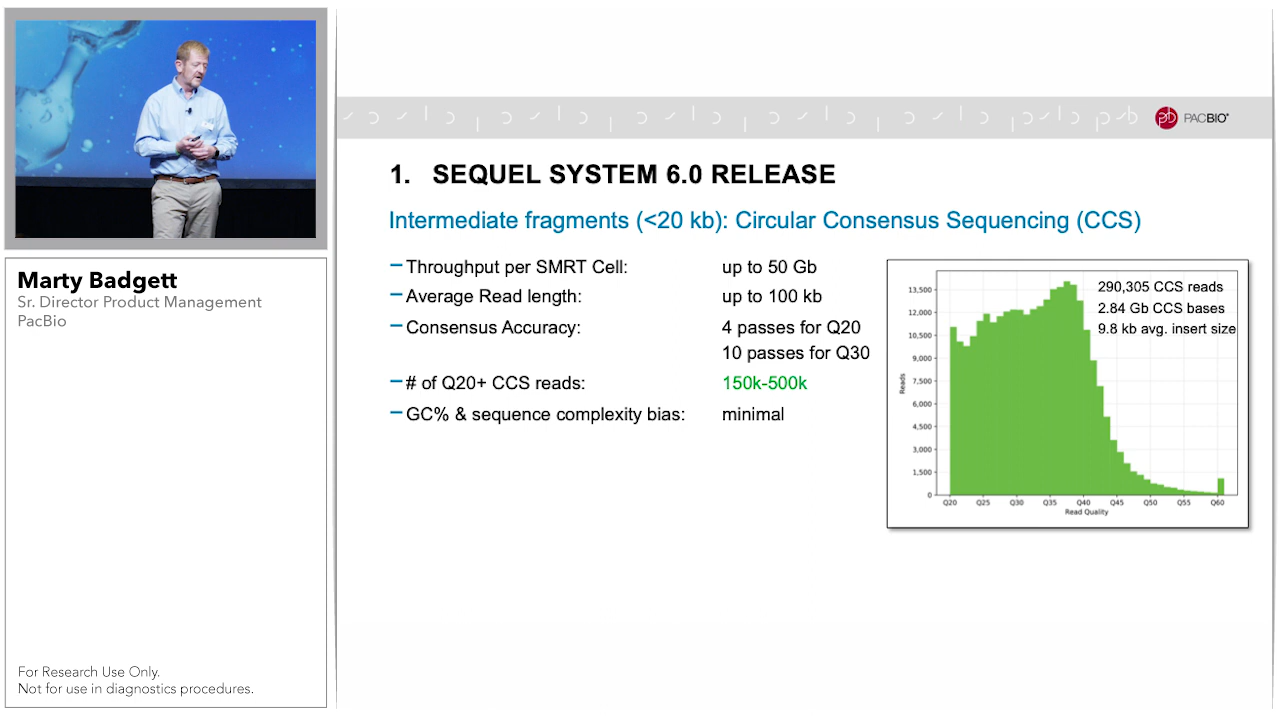 Marty Badgett
Sr. Director Product Management
PacBio
For Research Use Only.
Not for use in diagnostics procedures.
PACBIO®
1. SEQUEL SYSTEM 6.0 RELEASE
Intermediate fragments (<20 kb): Circular Consensus Sequencing (CCS)
– Throughput per SMRT Cell: up to 50 Gb
– Average Read length: up to 100 kb
– Consensus Accuracy: 4 passes for Q20
10 passes for Q30
– # of Q20+ CCS reads: 150k-500k
– GC% & sequence complexity bias: minimal
290,305 CCS reads
2.84 Gb CCS bases
9.8 kb avg. insert size
13,500
12,000
10,500
9,000
7,500
6,000
4,500
3,000
1,500
0
Reads
Q20 Q25 Q30 Q35 Q40 Q45 Q50 Q55 Q60
Read Quality